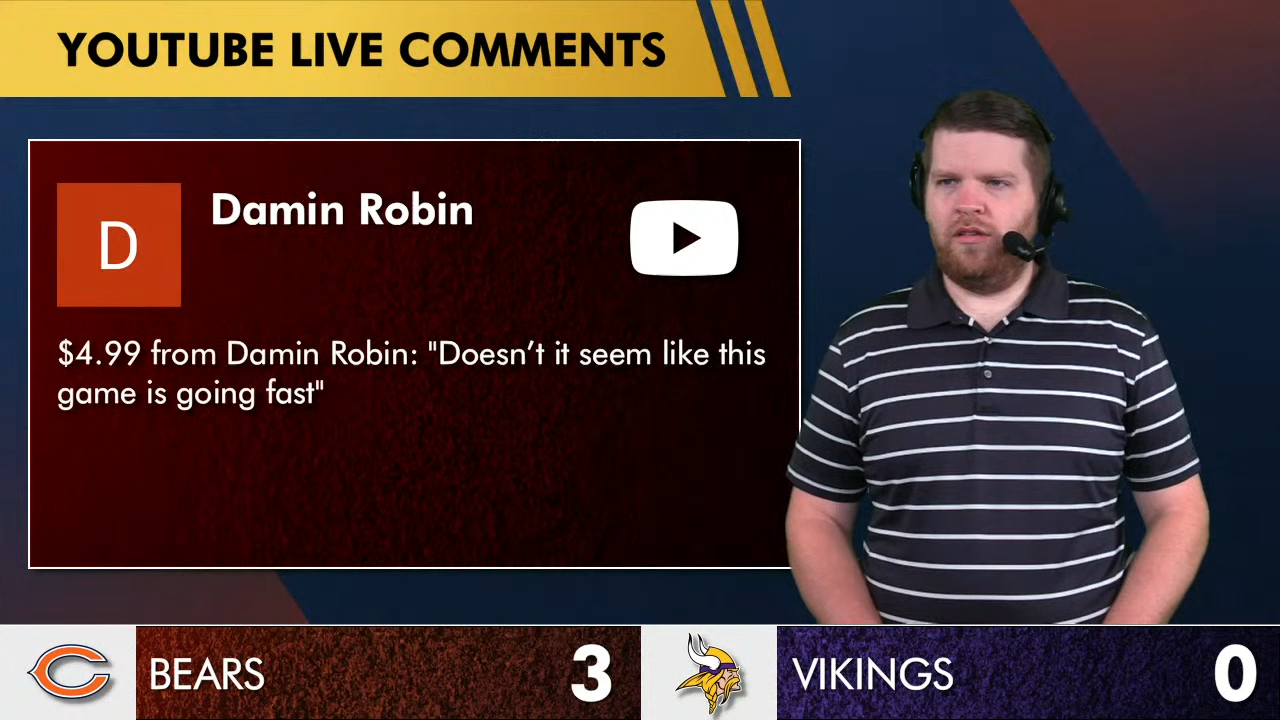 YOUTUBE LIVE COMMENTS
D
Damin Robin
$4.99 from Damin Robin: "Doesn’t it seem like this
game is going fast"
BEARS 3 VIKINGS 0